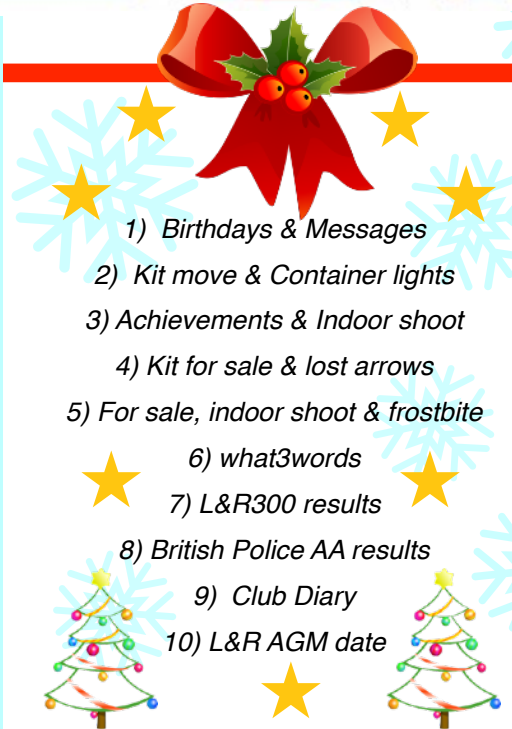 1) Birthdays & Messages
2) Kit move & Container lights
3) Achievements & Indoor shoot
4) Kit for sale & lost arrows
5) For sale, indoor shoot & frostbite
6) what3words
7) L&R300 results
8) British Police AA results
9) Club Diary
10) L&R AGM date